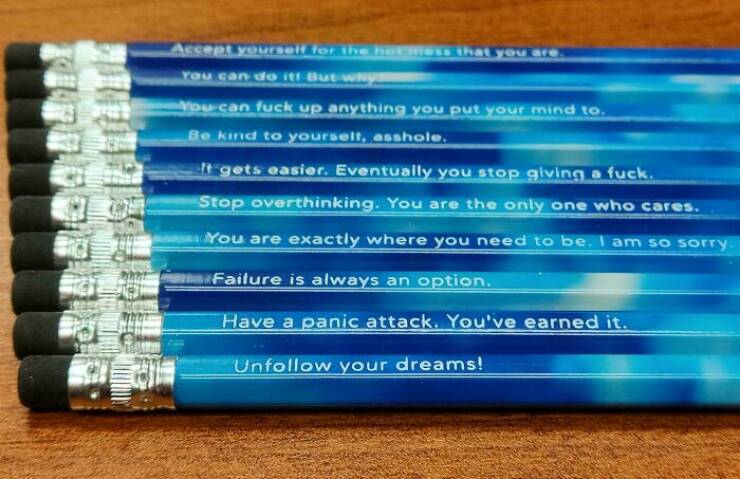 Accept yourself for the hot mess that you are.
You can do it! But why?
You can fuck up anything you put your mind to.
Be kind to yourself, asshole.
It gets easier. Eventually you stop giving a fuck.
Stop overthinking. You are the only one who cares.
You are exactly where you need to be. I am so sorry.
Failure is always an option.
Have a panic attack. You've earned it.
Unfollow your dreams!